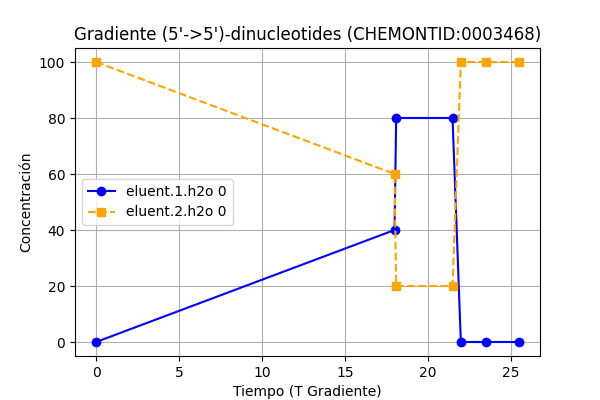 Gradiente (5'->5')-dinucleotides (CHEMONTID:0003468)
Concentración
100
80
60
40
20
0
eluent.1.h2o 0
eluent.2.h2o 0
0 5 10 15 20 25
Tiempo (T Gradiente)